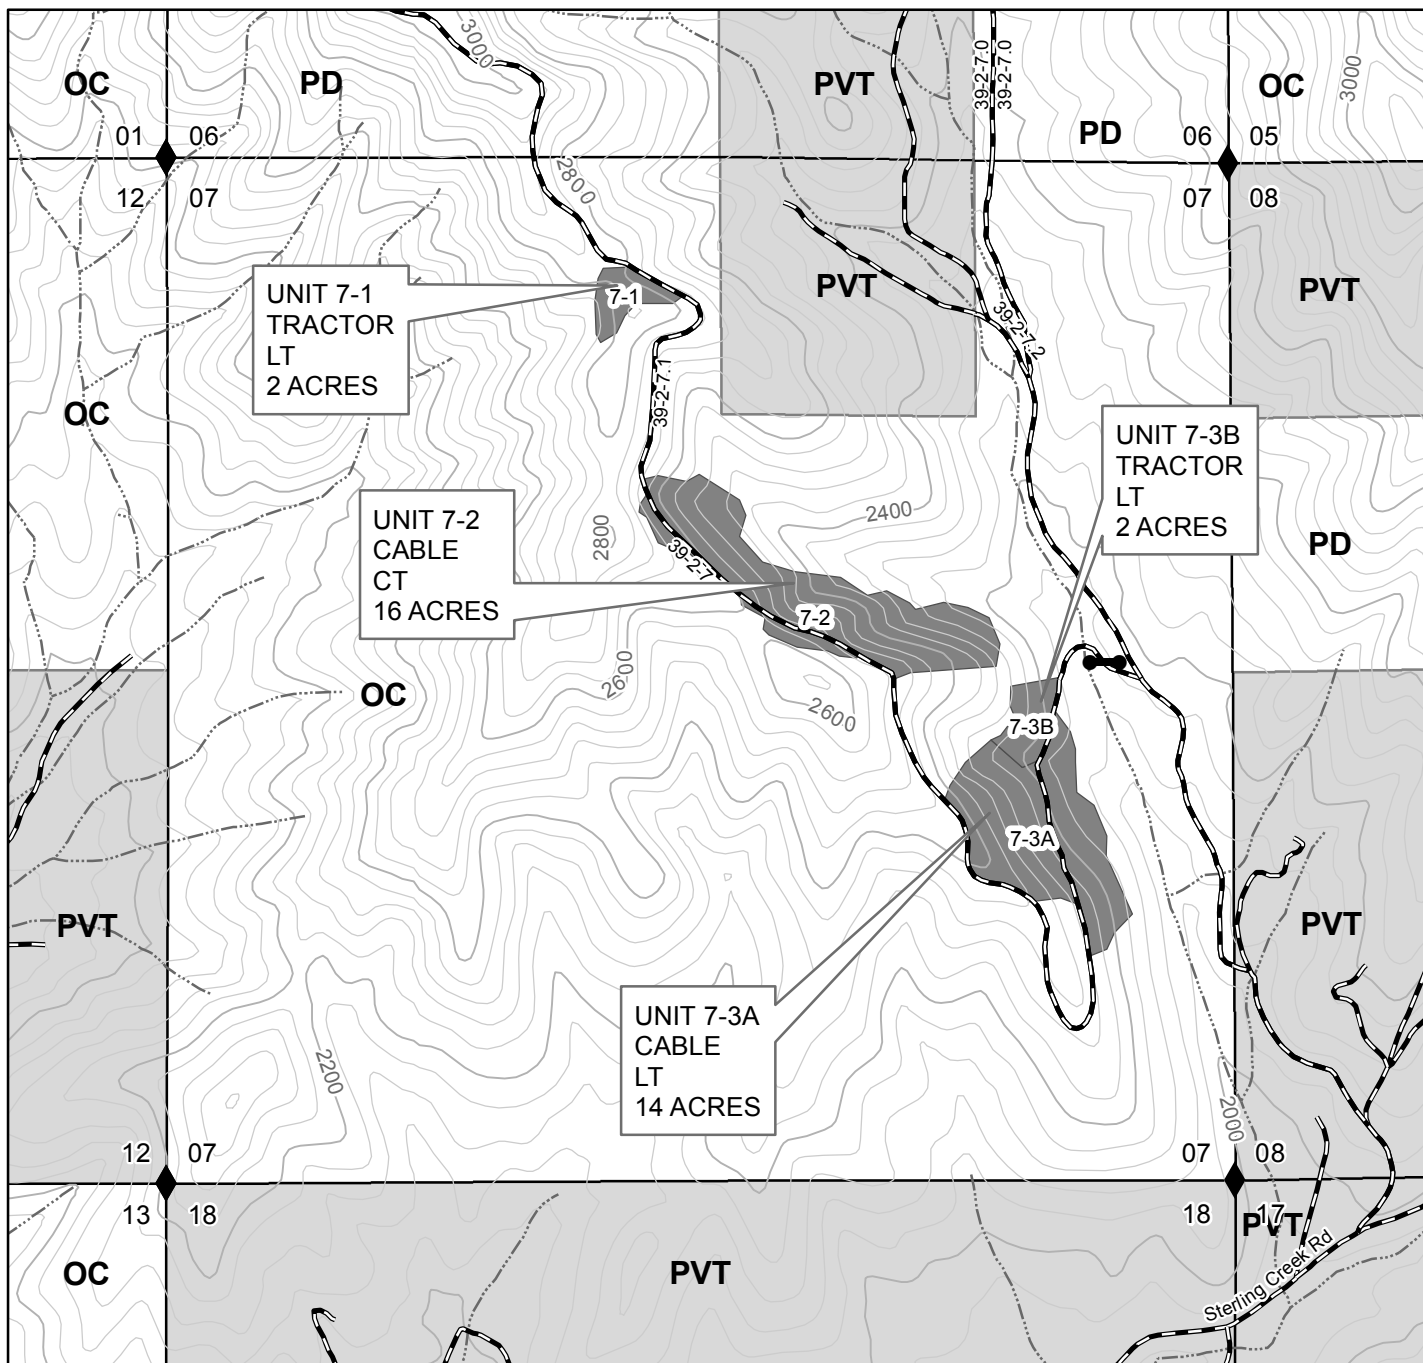 3000
39-2-7.0
39-2-7.0
OC
PD
PVT
OC
3000
PD
01
06
06
05
12
07
07
08
2800
UNIT 7-1
TRACTOR
LT
2 ACRES
7-1
PVT
PVT
39-2-7.2
39-2-7.1
OC
UNIT 7-3B
TRACTOR
LT
2 ACRES
UNIT 7-2
CABLE
CT
16 ACRES
2800
2400
39-2-7
PD
7-2
2600
OC
2600
7-3B
7-3A
PVT
PVT
UNIT 7-3A
CABLE
LT
14 ACRES
2200
2000
12
07
07
08
13
18
18
17
PVT
OC
PVT
Sterling Creek Rd